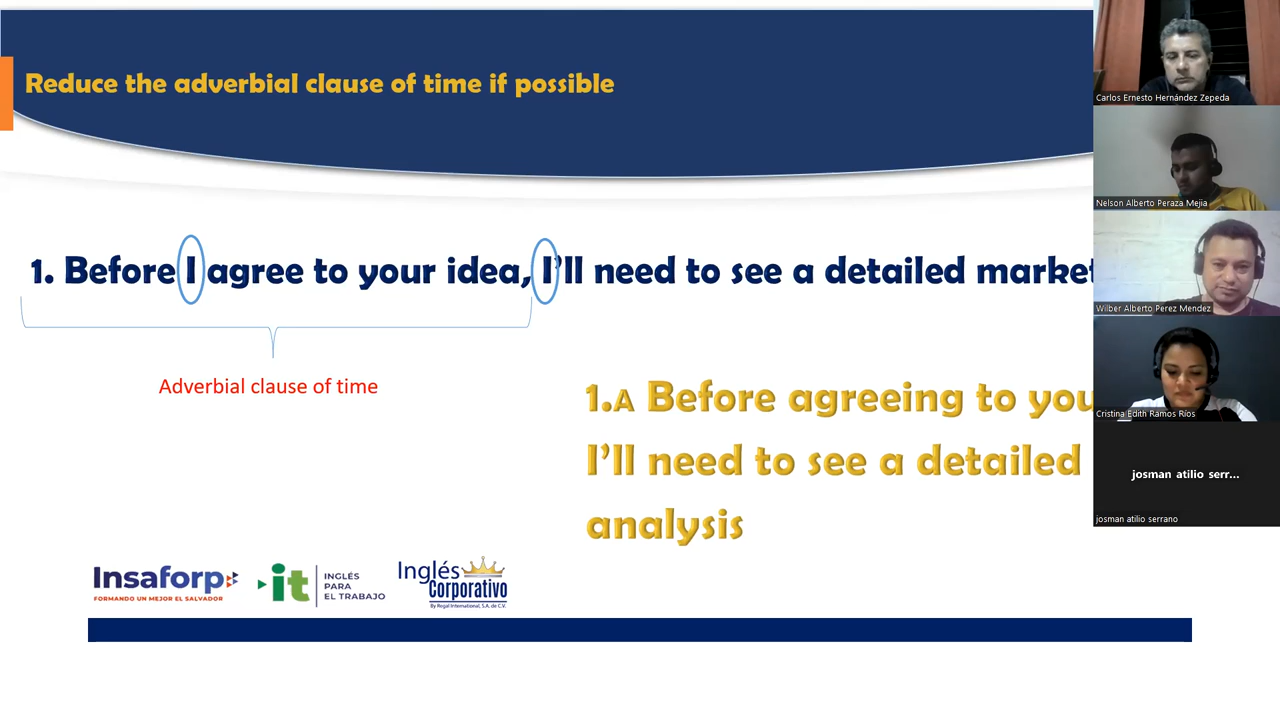 Reduce the adverbial clause of time if possible
1. Before I agree to your idea, I'll need to see a detailed market
Adverbial clause of time
1.A Before agreeing to you
I'll need to see a detailed
analysis
Insaforp
FORMANDO UN MEJOR EL SALVADOR
it
INGLÉS
PARA
EL TRABAJO
Inglés
Corporativo
By Regal International, S.A. de C.V.
Carlos Ernesto Hernández Zepeda
Nelson Alberto Peraza Mejia
Wilber Alberto Perez Mendez
Cristina Edith Ramos Ríos
josman atilio serr...
josman atilio serrano